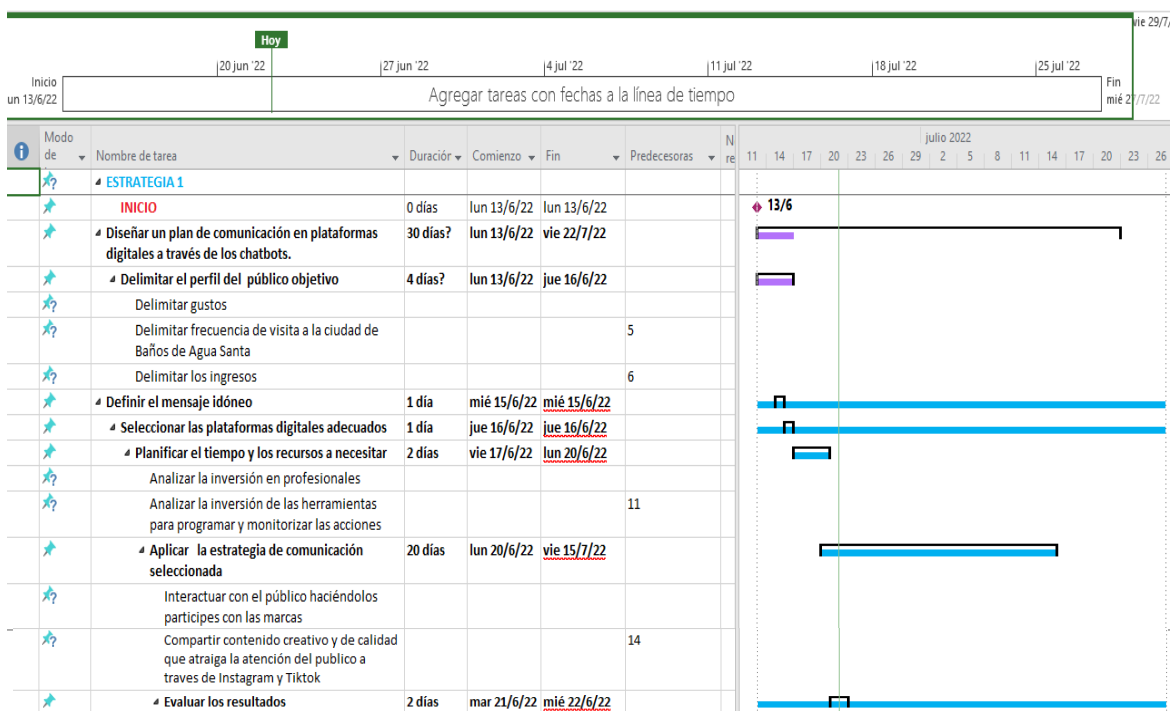 vie 29/7/
Hoy
20 jun '22 27 jun '22 4 jul '22 11 jul '22 18 jul '22 25 jul '22
Inicio
un 13/6/22
Agregar tareas con fechas a la línea de tiempo
Fin
mié 27/7/22
Modo de Nombre de tarea Duración Comienzo Fin Predecesoras N re
julio 2022
11 14 17 20 23 26 29 2 5 8 11 14 17 20 23 26
ESTRATEGIA 1
INICIO 0 días lun 13/6/22 lun 13/6/22 13/6
Diseñar un plan de comunicación en plataformas 30 días? lun 13/6/22 vie 22/7/22
digitales a través de los chatbots.
Delimitar el perfil del público objetivo 4 días? lun 13/6/22 jue 16/6/22
Delimitar gustos
Delimitar frecuencia de visita a la ciudad de 5
Baños de Agua Santa
Delimitar los ingresos 6
Definir el mensaje idóneo 1 día mié 15/6/22 mié 15/6/22
Seleccionar las plataformas digitales adecuados 1 día jue 16/6/22 jue 16/6/22
Planificar el tiempo y los recursos a necesitar 2 días vie 17/6/22 lun 20/6/22
Analizar la inversión en profesionales
Analizar la inversión de las herramientas 11
para programar y monitorizar las acciones
Aplicar la estrategia de comunicación 20 días lun 20/6/22 vie 15/7/22
seleccionada
Interactuar con el público haciéndolos
participes con las marcas
Compartir contenido creativo y de calidad 14
que atraiga la atención del publico a
traves de Instagram y Tiktok
Evaluar los resultados 2 días mar 21/6/22 mié 22/6/22